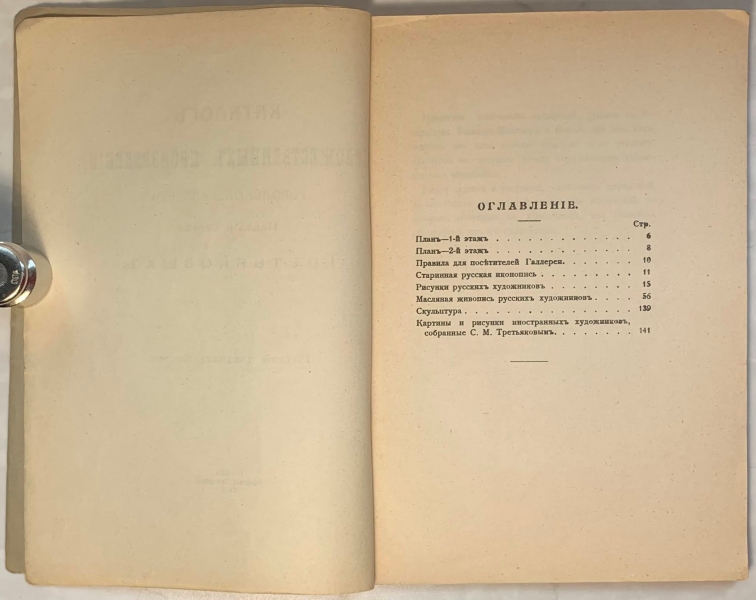 ОГЛАВЛЕНІЕ.
Стр.
Планъ—1-й этажъ . . . . . . . . . . . . 6
Планъ—2-й этажъ . . . . . . . . . . . . 8
Правила для посѣтителей Галлереи. . . . . . 10
Старинная русская иконопись . . . . . . . . 11
Рисунки русскихъ художниковъ . . . . . . . 15
Масляная живопись русскихъ художниковъ . . . . 56
Скульптура . . . . . . . . . . . . . . 139
Картины и рисунки иностранныхъ художниковъ,
собранные С. М. Третьяковымъ. . . . . . . . 141